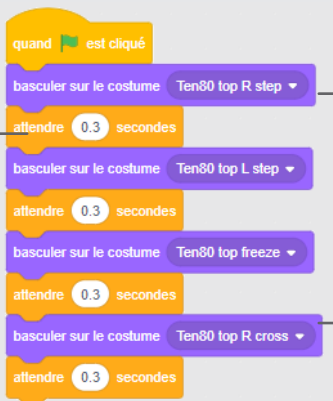 quand est cliqué
basculer sur le costume Ten80 top R step
attendre 0.3 secondes
basculer sur le costume Ten80 top L step
attendre 0.3 secondes
basculer sur le costume Ten80 top freeze
attendre 0.3 secondes
basculer sur le costume Ten80 top R cross
attendre 0.3 secondes